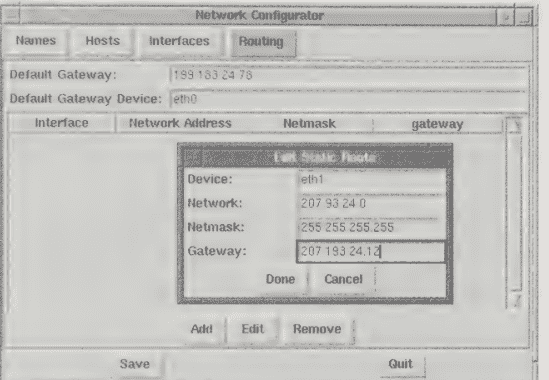 Network Configurator
Names Hosts Interfaces Routing
Default Gateway: 199 183 24 78
Default Gateway Device: eth0
Interface Network Address Netmask gateway
Edit Static Route
Device: eth1
Network: 207 93 24 0
Netmask: 255 255 255.255
Gateway: 207 193 24.12
Done Cancel
Add Edit Remove
Save Quit